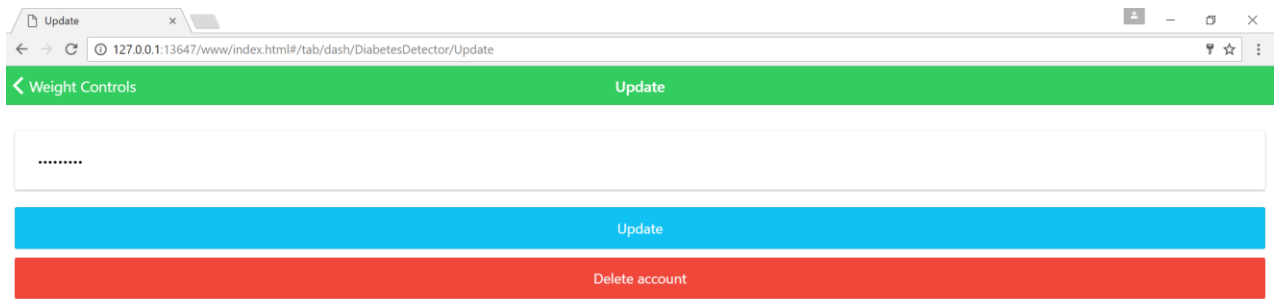 Update
127.0.0.1:13647/www/index.html#/tab/dash/DiabetesDetector/Update
Weight Controls
Update
•••••••••
Update
Delete account